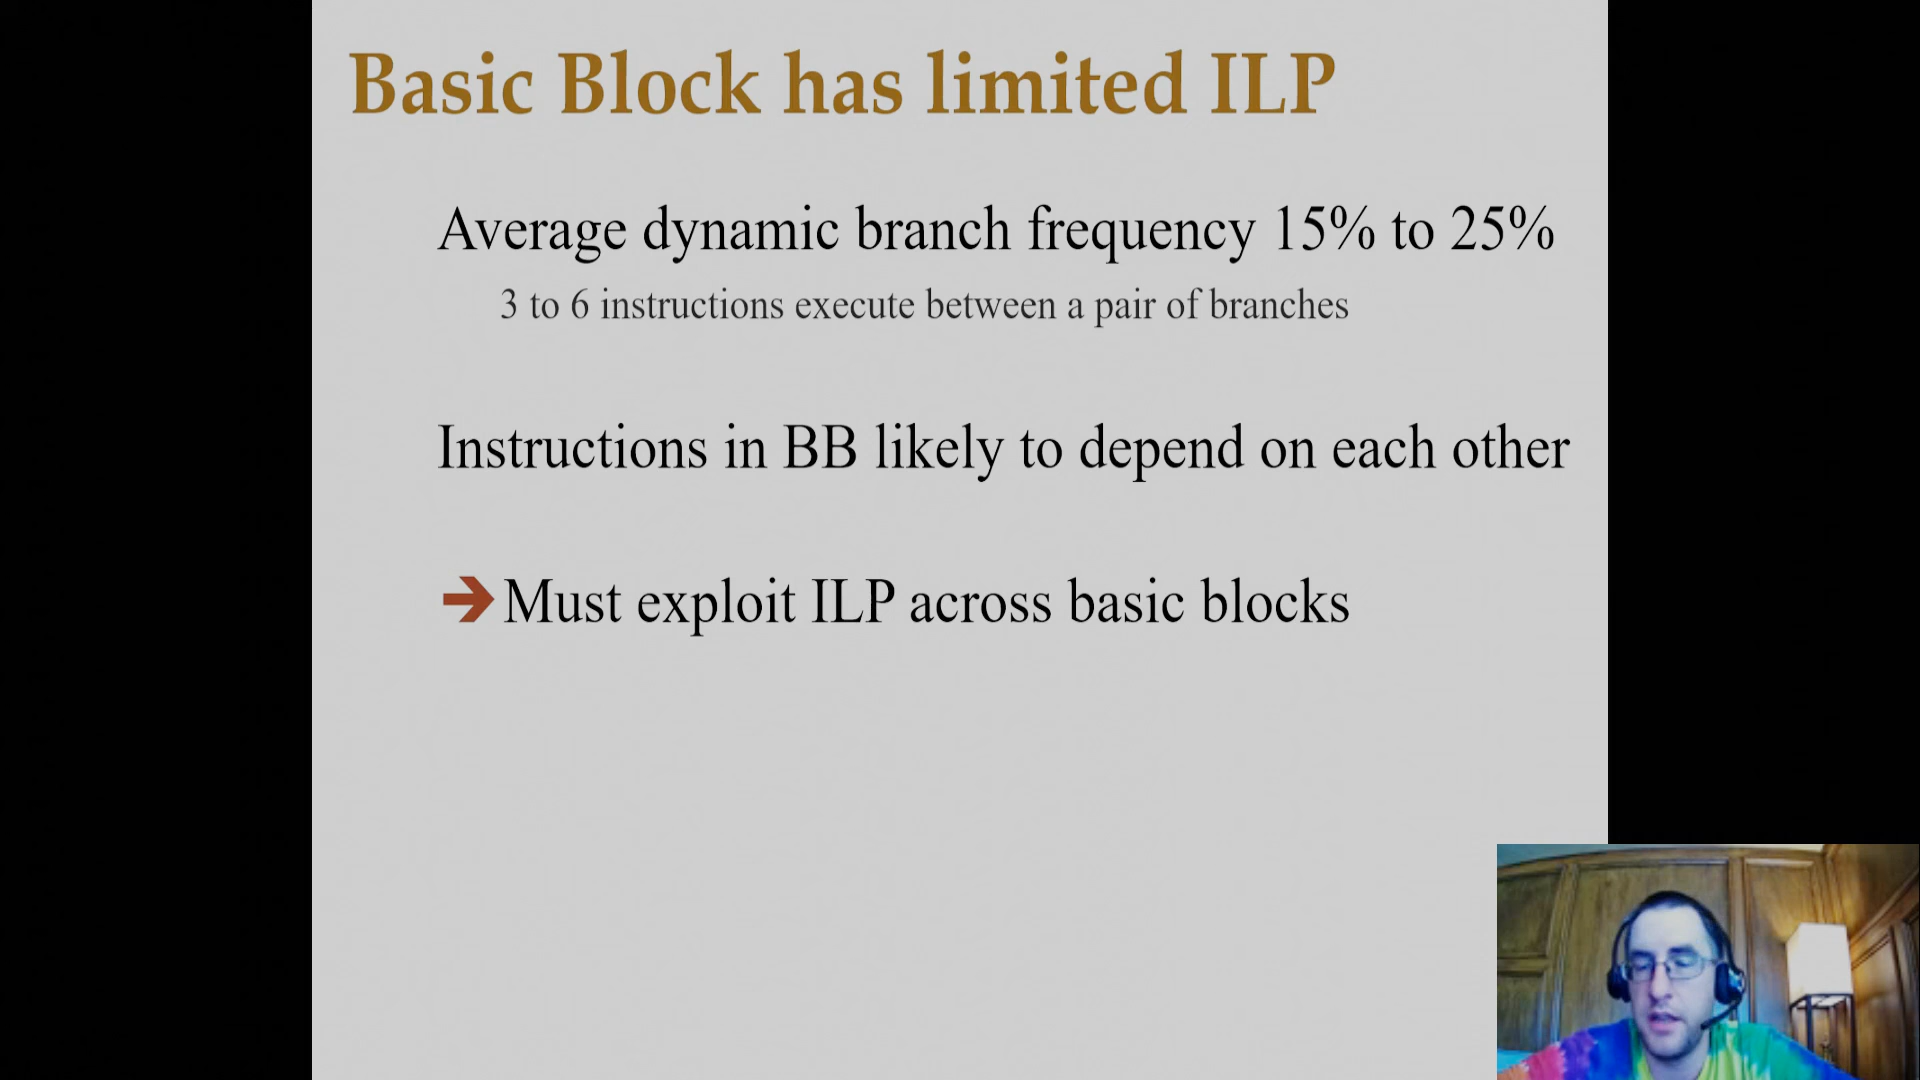 Basic Block has limited ILP
Average dynamic branch frequency 15% to 25%
3 to 6 instructions execute between a pair of branches
Instructions in BB likely to depend on each other
➔ Must exploit ILP across basic blocks